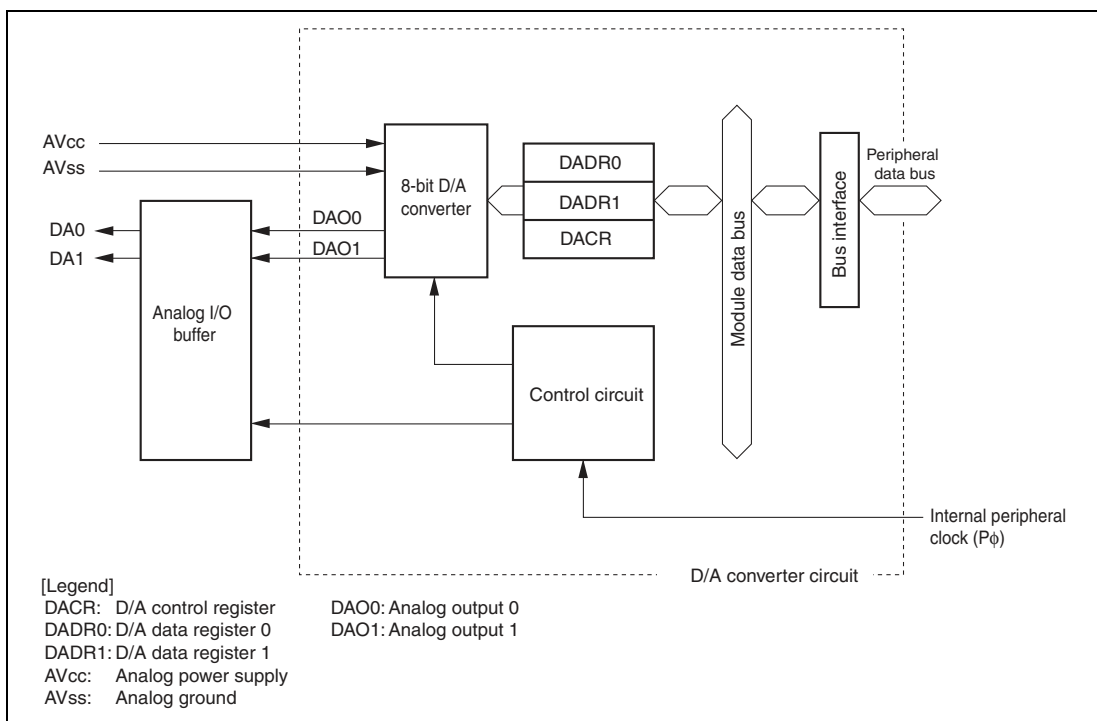 AVcc
AVss
8-bit D/A
converter
DADR0
DADR1
DACR
Module data bus
Bus interface
Peripheral
data bus
DA0
DA1
DAO0
DAO1
Analog I/O
buffer
Control circuit
Internal peripheral
clock (Pϕ)
D/A converter circuit
[Legend]
DACR: D/A control register
DADR0: D/A data register 0
DADR1: D/A data register 1
AVcc: Analog power supply
AVss: Analog ground
DAO0: Analog output 0
DAO1: Analog output 1